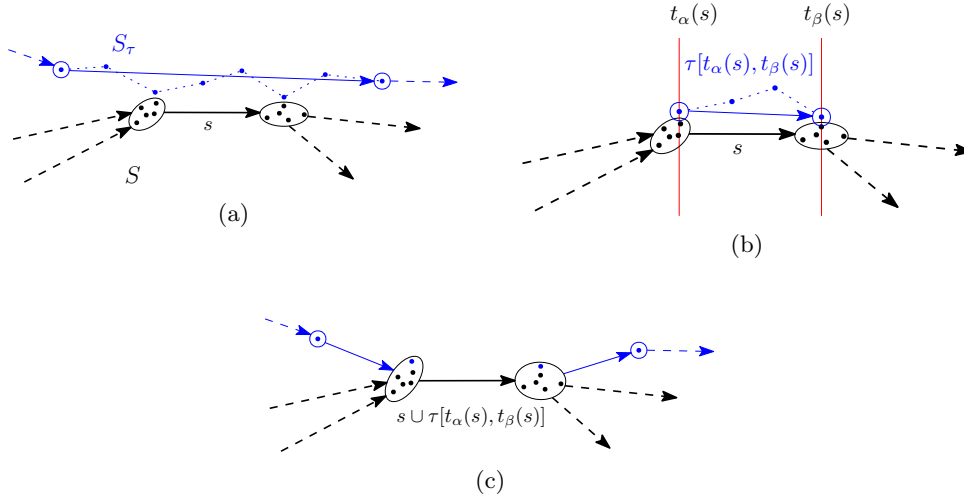 S_τ
s
S
(a)
t_α(s)
t_β(s)
τ[t_α(s), t_β(s)]
s
(b)
s ∪ τ[t_α(s), t_β(s)]
(c)